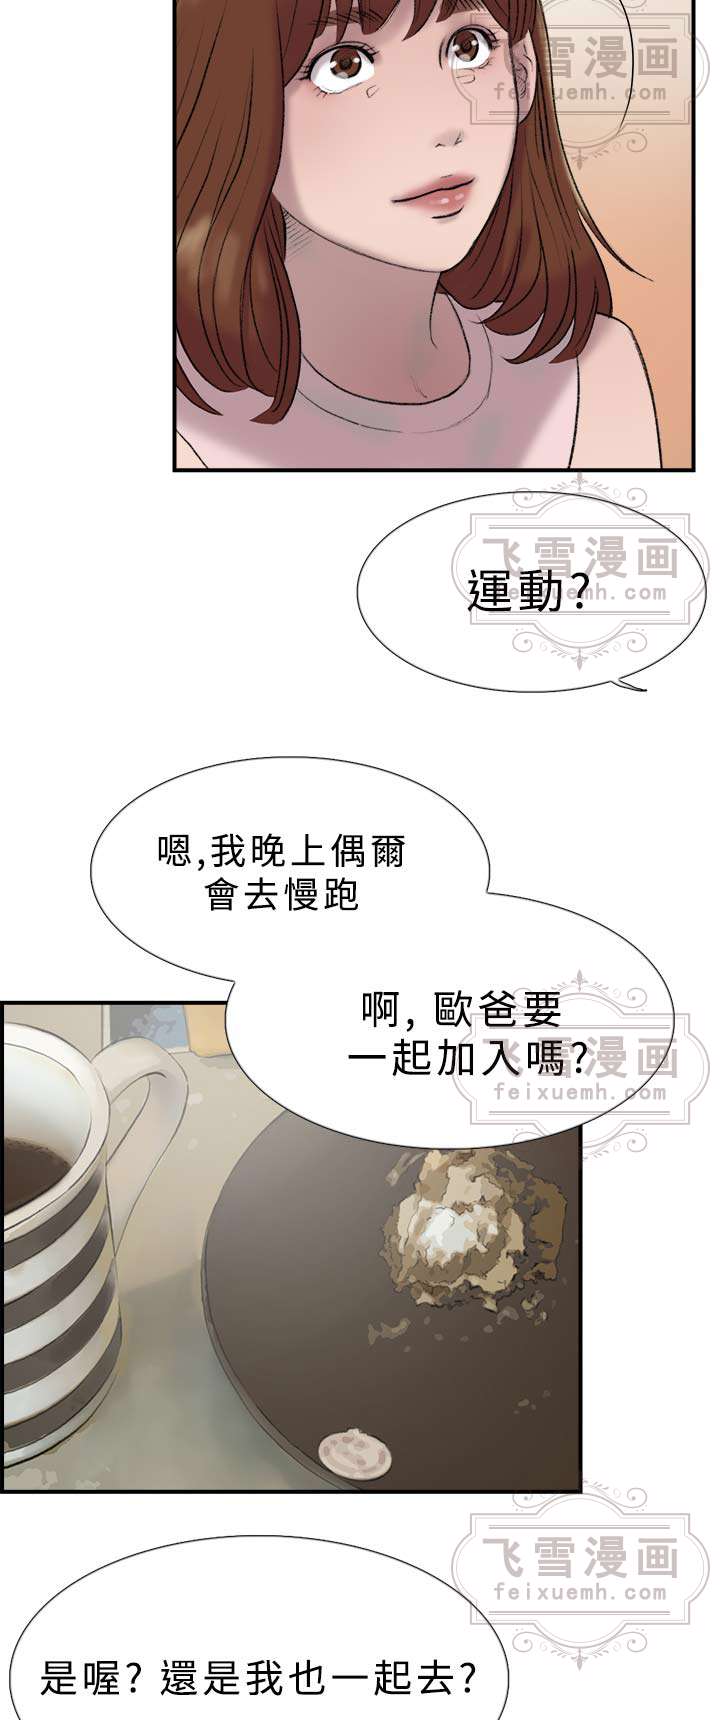 飞雪漫画
feixuemh.com
飞雪漫画
feixuemh.com
運動?
嗯,我晚上偶爾
會去慢跑
啊, 歐爸要
一起加入嗎?
飞雪漫画
feixuemh.com
飞雪漫画
feixuemh.com
是喔? 還是我也一起去?